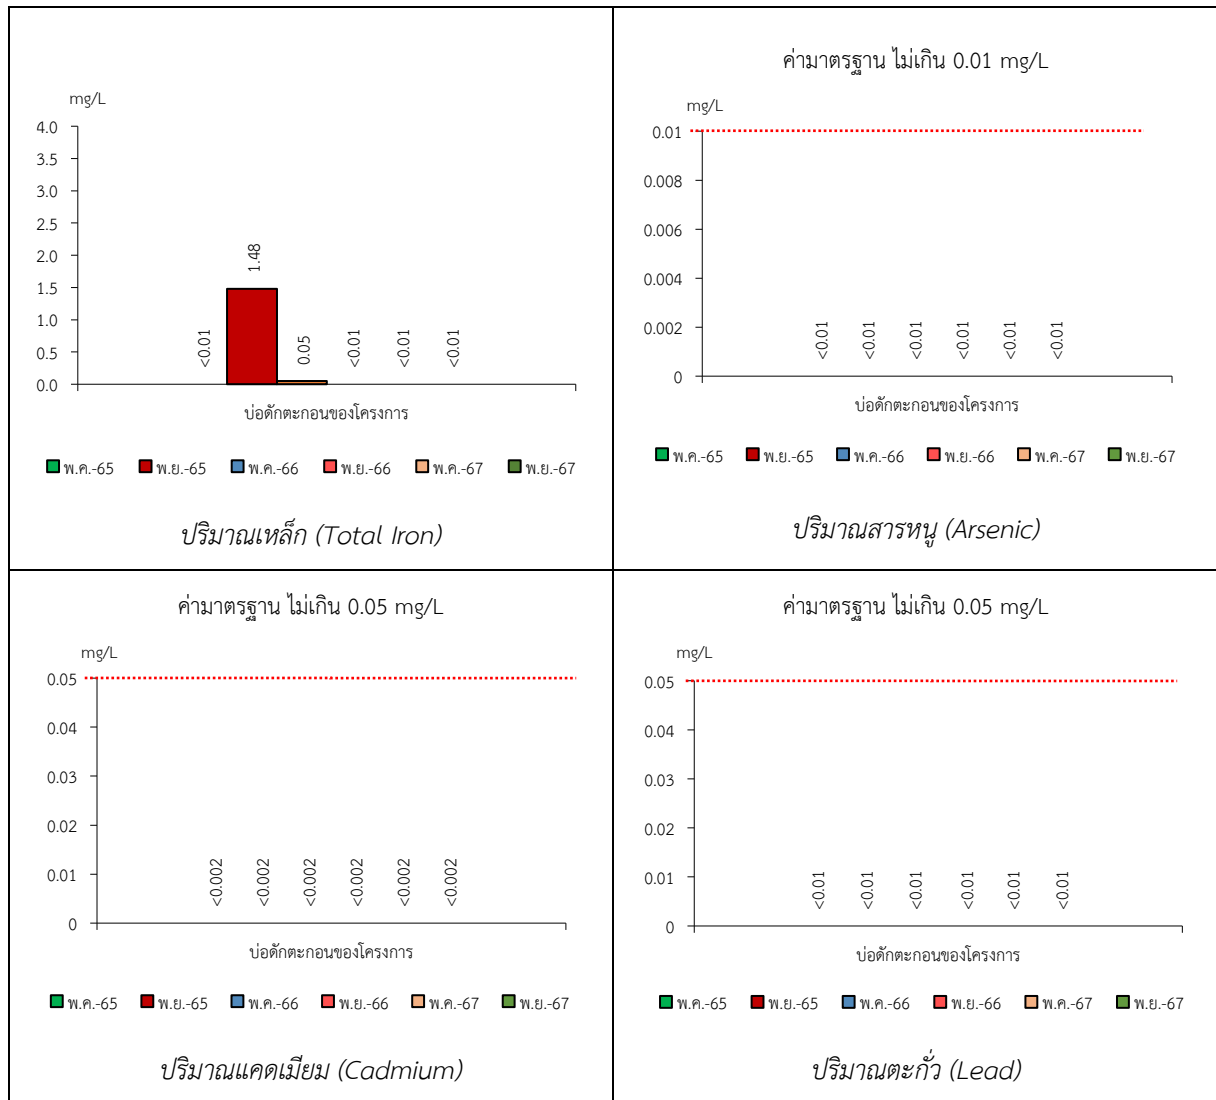 mg/L
4.0
3.5
3.0
2.5
2.0
1.5
1.0
0.5
0.0
<0.01
1.48
0.05
<0.01
<0.01
<0.01
บ่อดักตะกอนของโครงการ
พ.ค.-65 พ.ย.-65 พ.ค.-66 พ.ย.-66 พ.ค.-67 พ.ย.-67
ปริมาณเหล็ก (Total Iron)
ค่ามาตรฐาน ไม่เกิน 0.01 mg/L
mg/L
0.01
0.008
0.006
0.004
0.002
0
<0.01
<0.01
<0.01
<0.01
<0.01
<0.01
บ่อดักตะกอนของโครงการ
พ.ค.-65 พ.ย.-65 พ.ค.-66 พ.ย.-66 พ.ค.-67 พ.ย.-67
ปริมาณสารหนู (Arsenic)
ค่ามาตรฐาน ไม่เกิน 0.05 mg/L
mg/L
0.05
0.04
0.03
0.02
0.01
0
<0.002
<0.002
<0.002
<0.002
<0.002
<0.002
บ่อดักตะกอนของโครงการ
พ.ค.-65 พ.ย.-65 พ.ค.-66 พ.ย.-66 พ.ค.-67 พ.ย.-67
ปริมาณแคดเมียม (Cadmium)
ค่ามาตรฐาน ไม่เกิน 0.05 mg/L
mg/L
0.05
0.04
0.03
0.02
0.01
0
<0.01
<0.01
<0.01
<0.01
<0.01
<0.01
บ่อดักตะกอนของโครงการ
พ.ค.-65 พ.ย.-65 พ.ค.-66 พ.ย.-66 พ.ค.-67 พ.ย.-67
ปริมาณตะกั่ว (Lead)